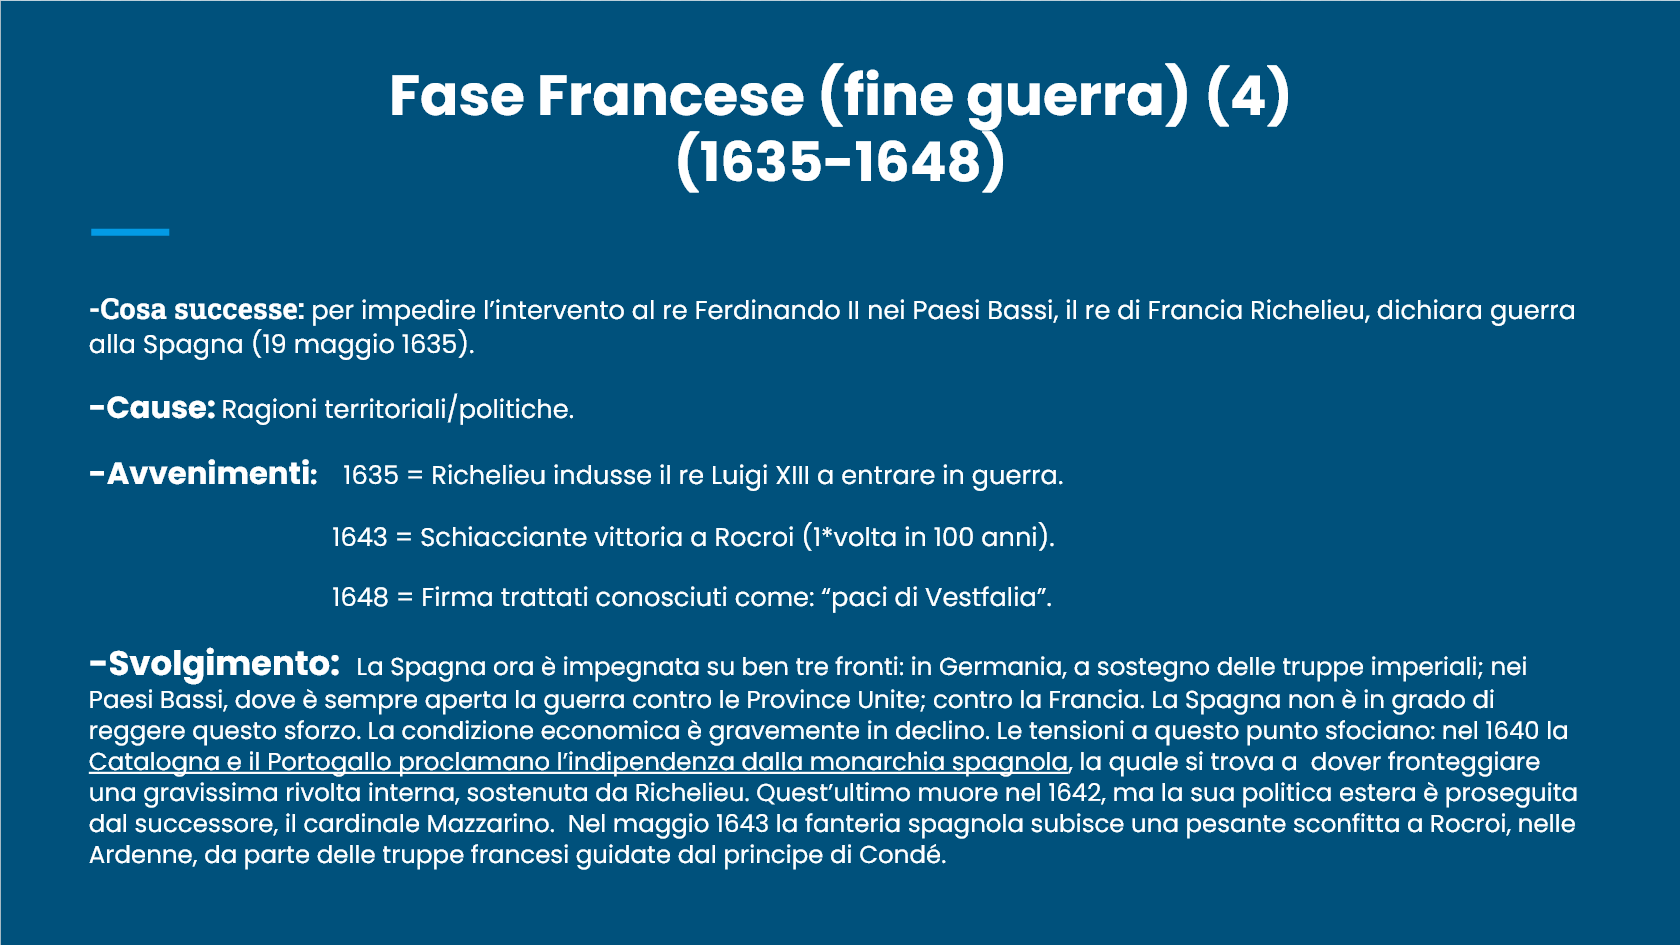 Fase Francese (fine guerra) (4)
(1635-1648)
-Cosa successe: per impedire l’intervento al re Ferdinando II nei Paesi Bassi, il re di Francia Richelieu, dichiara guerra
alla Spagna (19 maggio 1635).
-Cause: Ragioni territoriali/politiche.
-Avvenimenti: 1635 = Richelieu indusse il re Luigi XIII a entrare in guerra.
1643 = Schiacciante vittoria a Rocroi (1*volta in 100 anni).
1648 = Firma trattati conosciuti come: “paci di Vestfalia”.
-Svolgimento: La Spagna ora è impegnata su ben tre fronti: in Germania, a sostegno delle truppe imperiali; nei
Paesi Bassi, dove è sempre aperta la guerra contro le Province Unite; contro la Francia. La Spagna non è in grado di
reggere questo sforzo. La condizione economica è gravemente in declino. Le tensioni a questo punto sfociano: nel 1640 la
Catalogna e il Portogallo proclamano l’indipendenza dalla monarchia spagnola, la quale si trova a dover fronteggiare
una gravissima rivolta interna, sostenuta da Richelieu. Quest’ultimo muore nel 1642, ma la sua politica estera è proseguita
dal successore, il cardinale Mazzarino. Nel maggio 1643 la fanteria spagnola subisce una pesante sconfitta a Rocroi, nelle
Ardenne, da parte delle truppe francesi guidate dal principe di Condé.